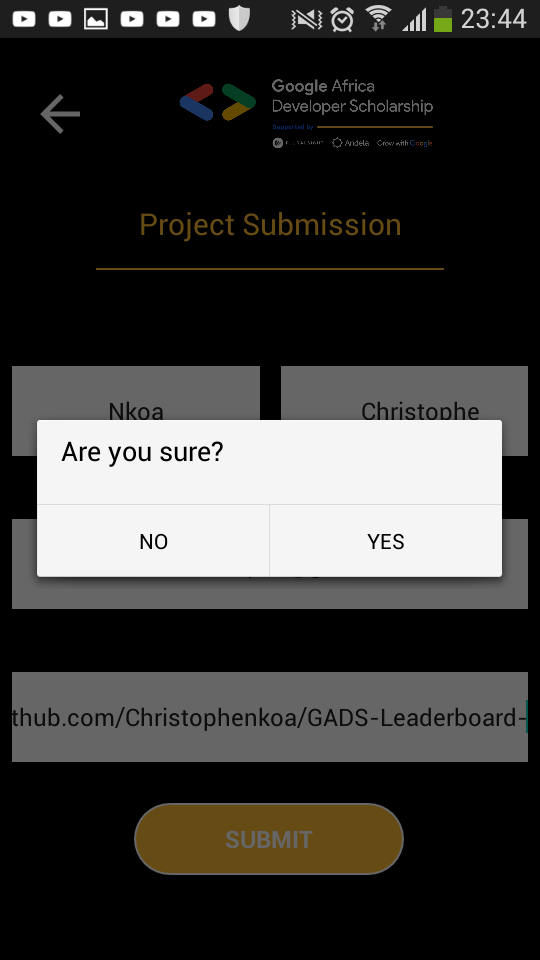 23:44
Google Africa
Developer Scholarship
Supported by
Andela Grow with Google
Project Submission
Nkoa Christophe
Are you sure?
NO YES
thub.com/Christophenkoa/GADS-Leaderboard-
SUBMIT